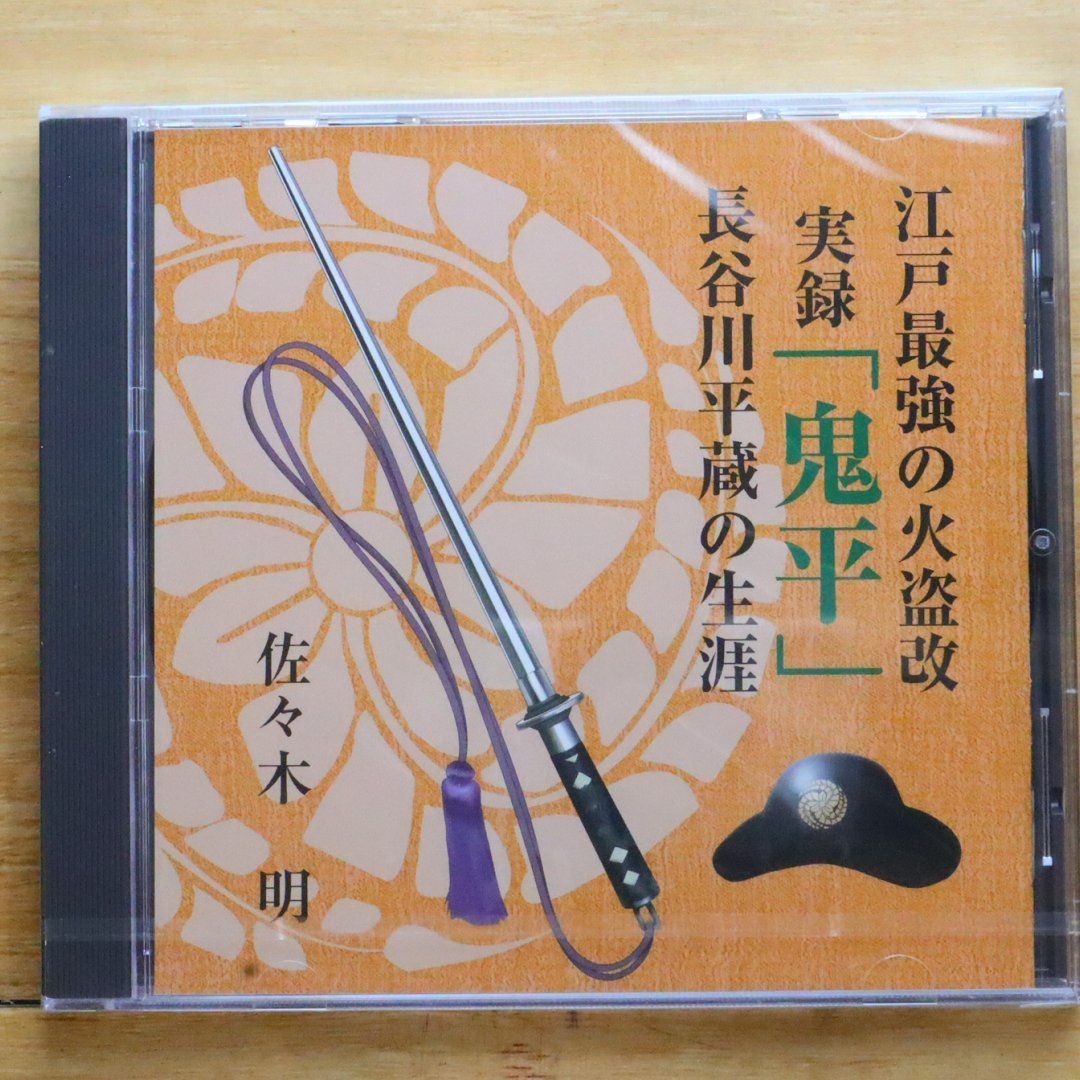 江戸最強の火盗改
実録「鬼平」
長谷川平蔵の生涯
佐々木 明